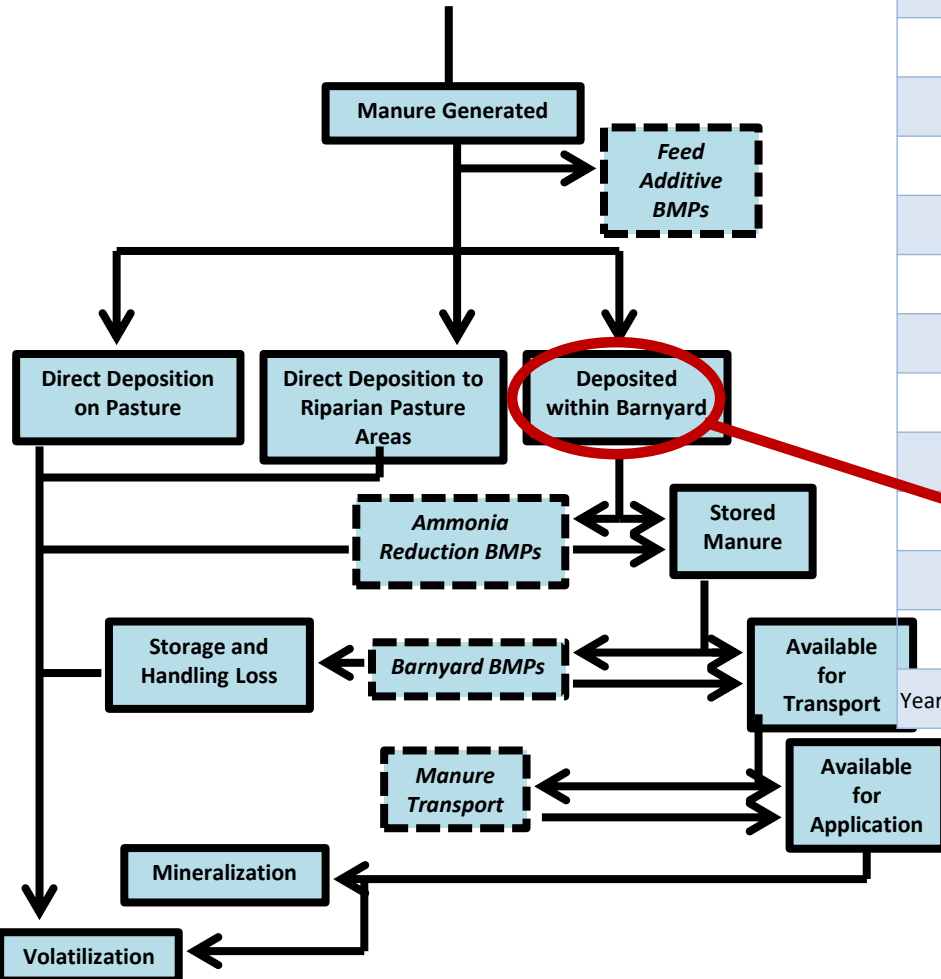 Manure Generated
Feed
Additive
BMPs
Direct Deposition
on Pasture
Direct Deposition to
Riparian Pasture
Areas
Deposited
within Barnyard
Ammonia
Reduction BMPs
Stored
Manure
Storage and
Handling Loss
Barnyard BMPs
Available
for
Transport
Year
Manure
Transport
Available
for
Application
Mineralization
Volatilization